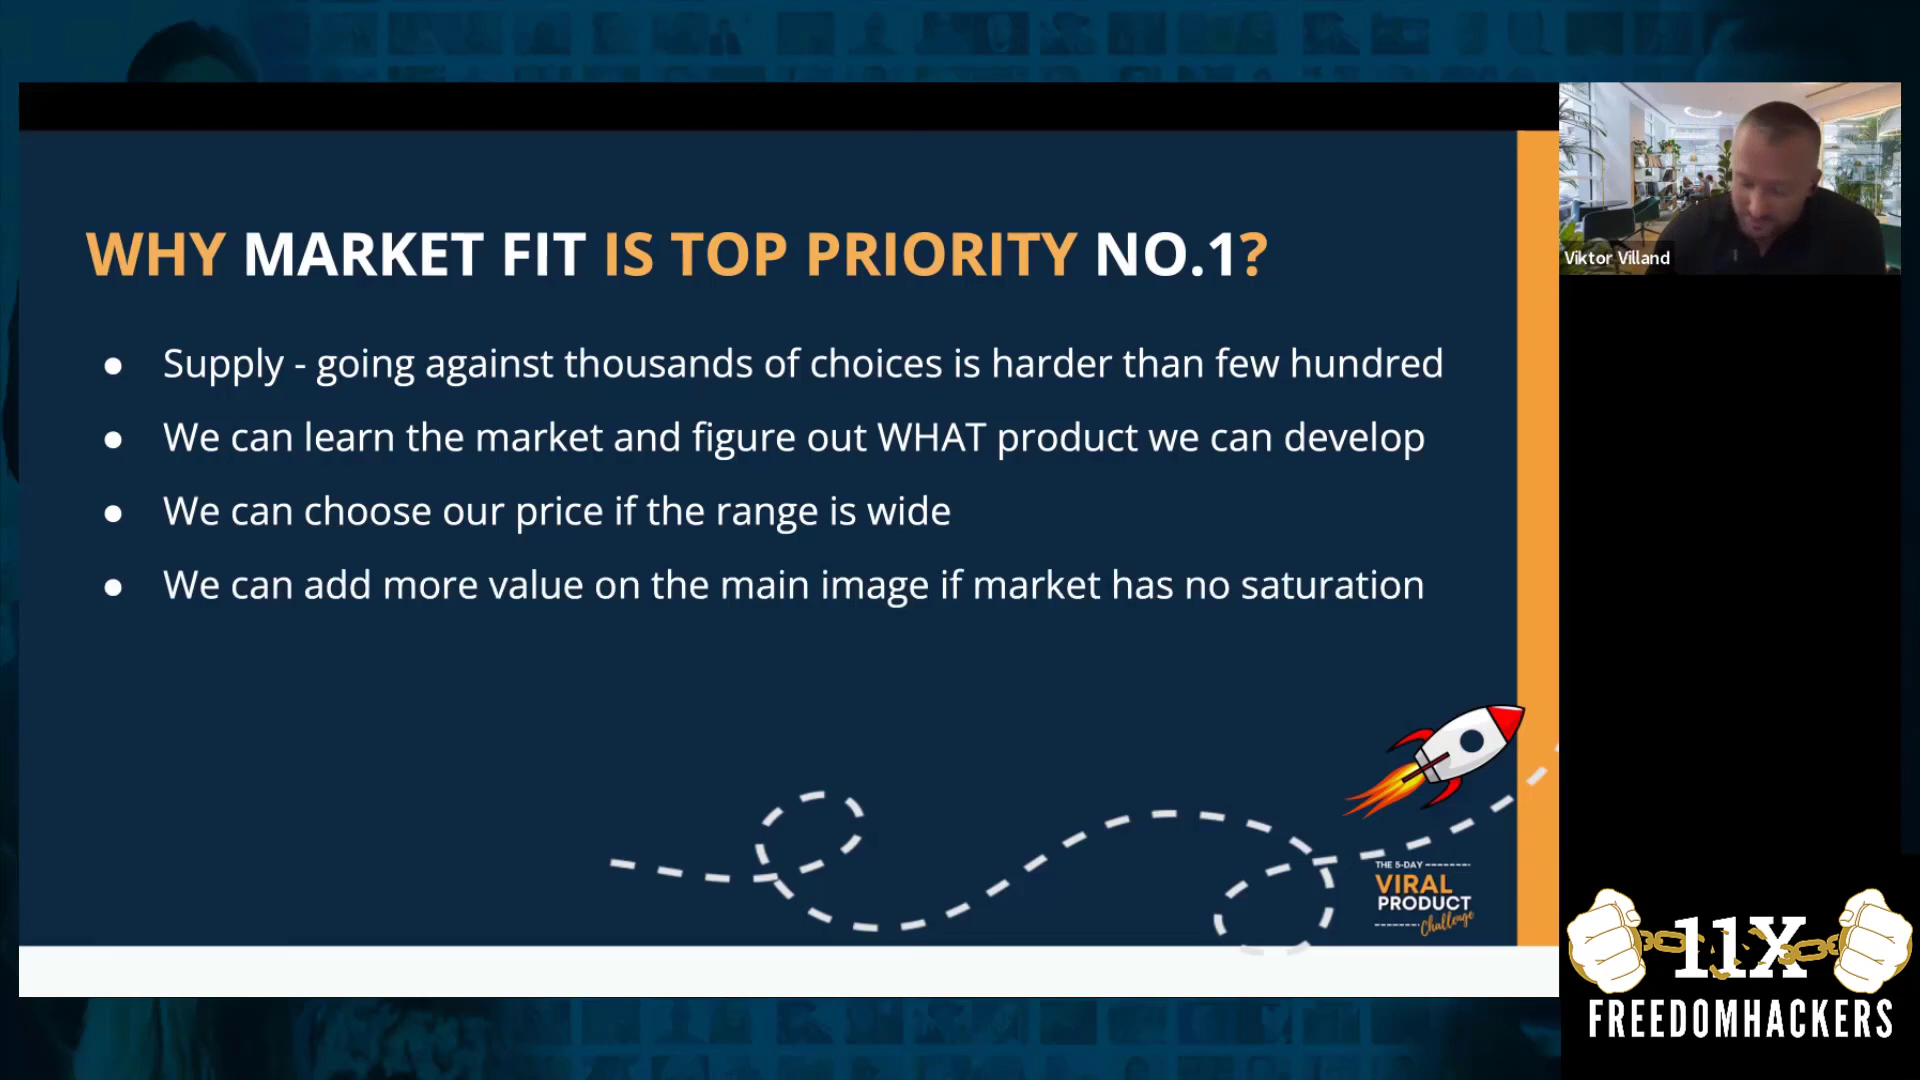 WHY MARKET FIT IS TOP PRIORITY NO.1?
● Supply - going against thousands of choices is harder than few hundred
● We can learn the market and figure out WHAT product we can develop
● We can choose our price if the range is wide
● We can add more value on the main image if market has no saturation
THE 5-DAY
VIRAL
PRODUCT
Challenge
Viktor Villand
11X
FREEDOMHACKERS